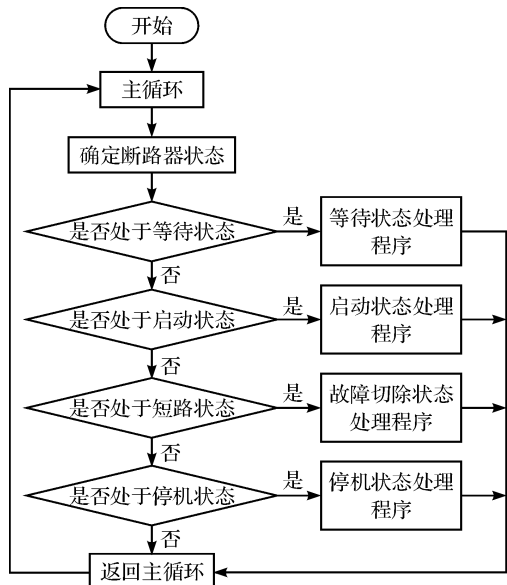 开始
主循环
确定断路器状态
是否处于等待状态
是
等待状态处理
程序
否
是否处于启动状态
是
启动状态处理
程序
否
是否处于短路状态
是
故障切除状态
处理程序
否
是否处于停机状态
是
停机状态处理
程序
否
返回主循环